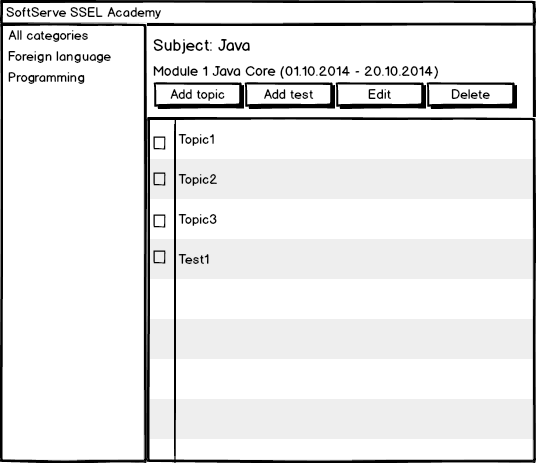 SoftServe SSEL Academy
All categories
Foreign language
Programming
Subject: Java
Module 1 Java Core (01.10.2014 - 20.10.2014)
Add topic Add test Edit Delete
Topic1
Topic2
Topic3
Test1